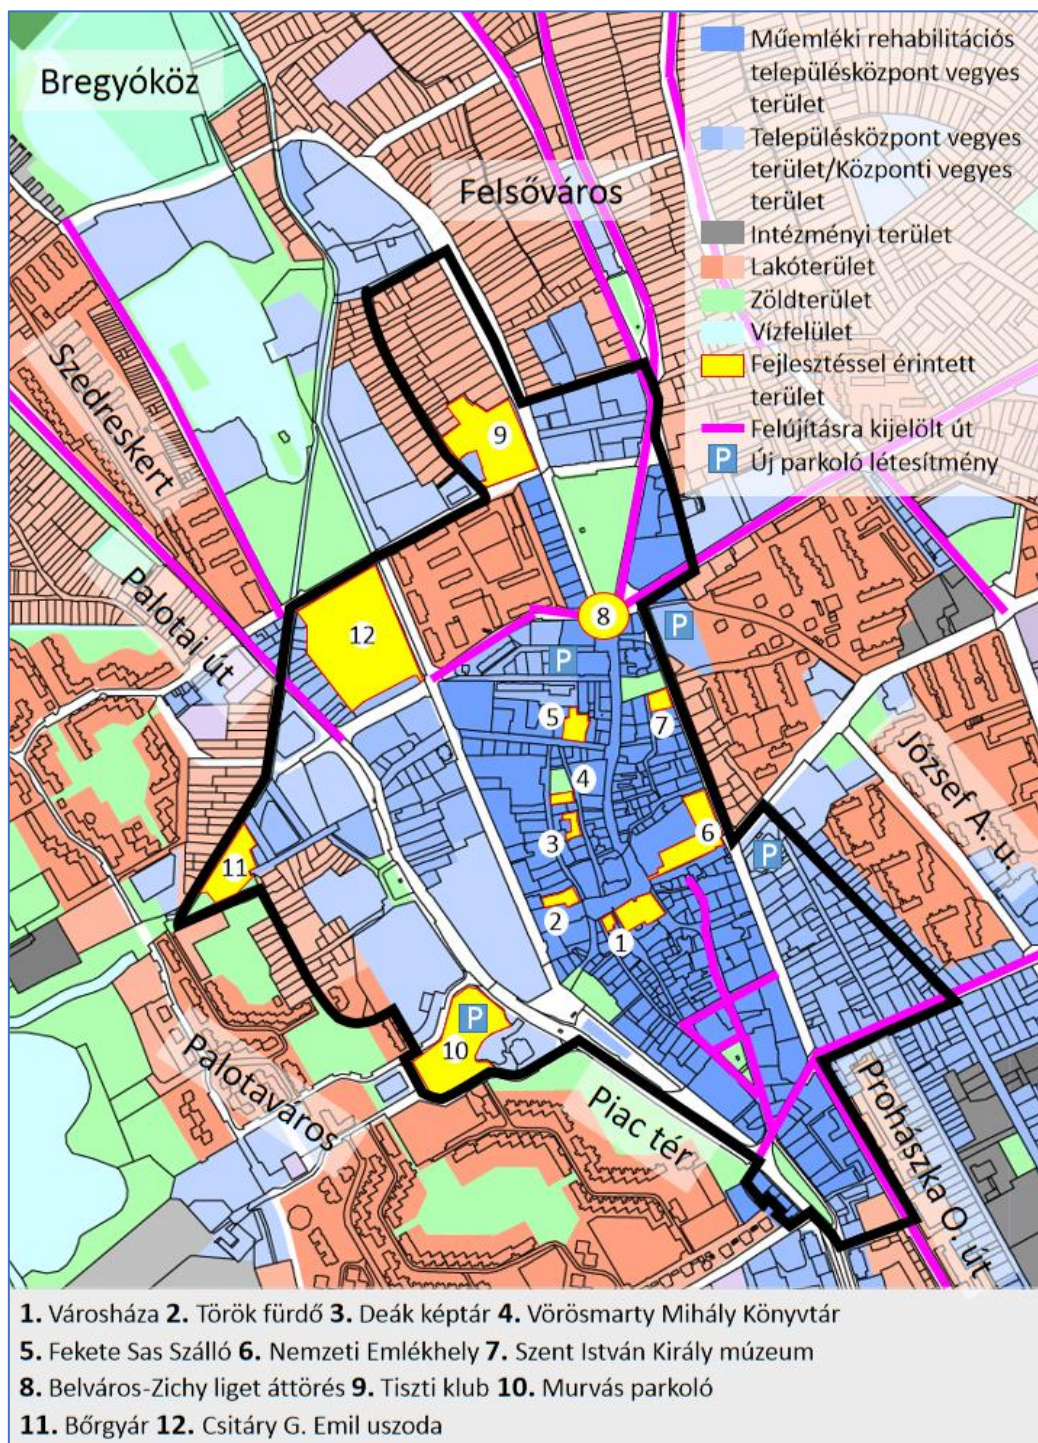 Bregyóköz
Felsőváros
Szedreskert
Palotai út
József A. u.
Palotaváros
Piac tér
Prohászka O. út
Műemléki rehabilitációs
településközpont vegyes
terület
Településközpont vegyes
terület/Központi vegyes
terület
Intézményi terület
Lakóterület
Zöldterület
Vízfelület
Fejlesztéssel érintett
terület
Felújításra kijelölt út
P Új parkoló létesítmény
9
8
P
12
P
5
7
4
3
6
P
11
2
1
P
10
1. Városháza 2. Török fürdő 3. Deák képtár 4. Vörösmarty Mihály Könyvtár
5. Fekete Sas Szálló 6. Nemzeti Emlékhely 7. Szent István Király múzeum
8. Belváros-Zichy liget áttörés 9. Tiszti klub 10. Murvás parkoló
11. Bőrgyár 12. Csitáry G. Emil uszoda